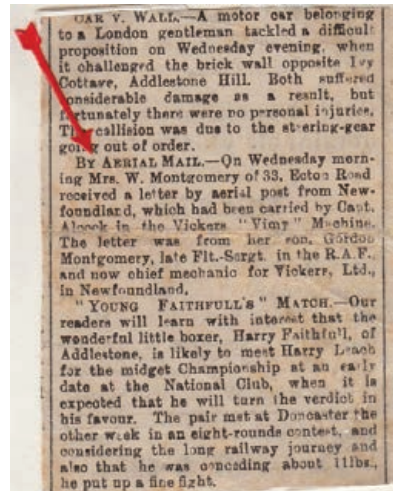 CAR V. WALL.—A motor car belonging
to a London gentleman tackled a difficult
proposition on Wednesday evening, when
it challenged the brick wall opposite Ivy
Cottage, Addlestone Hill. Both suffered
considerable damage as a result, but
fortunately there were no personal injuries.
The collision was due to the steering-gear
going out of order.
BY AERIAL MAIL.—On Wednesday morn-
ing Mrs. W. Montgomery of 33, Ecton Road
received a letter by aerial post from New-
foundland, which had been carried by Capt.
Alcock in the Vickers "Vimy" Machine.
The letter was from her son, Gordon
Montgomery, late Flt.-Sergt. in the R.A.F.,
and now chief mechanic for Vickers, Ltd.,
in Newfoundland.
"YOUNG FAITHFULL'S" MATCH.—Our
readers will learn with interest that the
wonderful little boxer, Harry Faithfull, of
Addlestone, is likely to meet Harry Leach
for the midget Championship at an early
date at the National Club, when it is
expected that he will turn the verdict in
his favour. The pair met at Doncaster the
other week in an eight-rounds contest, and
considering the long railway journey and
also that he was conceding about 11lbs.,
he put up a fine fight.